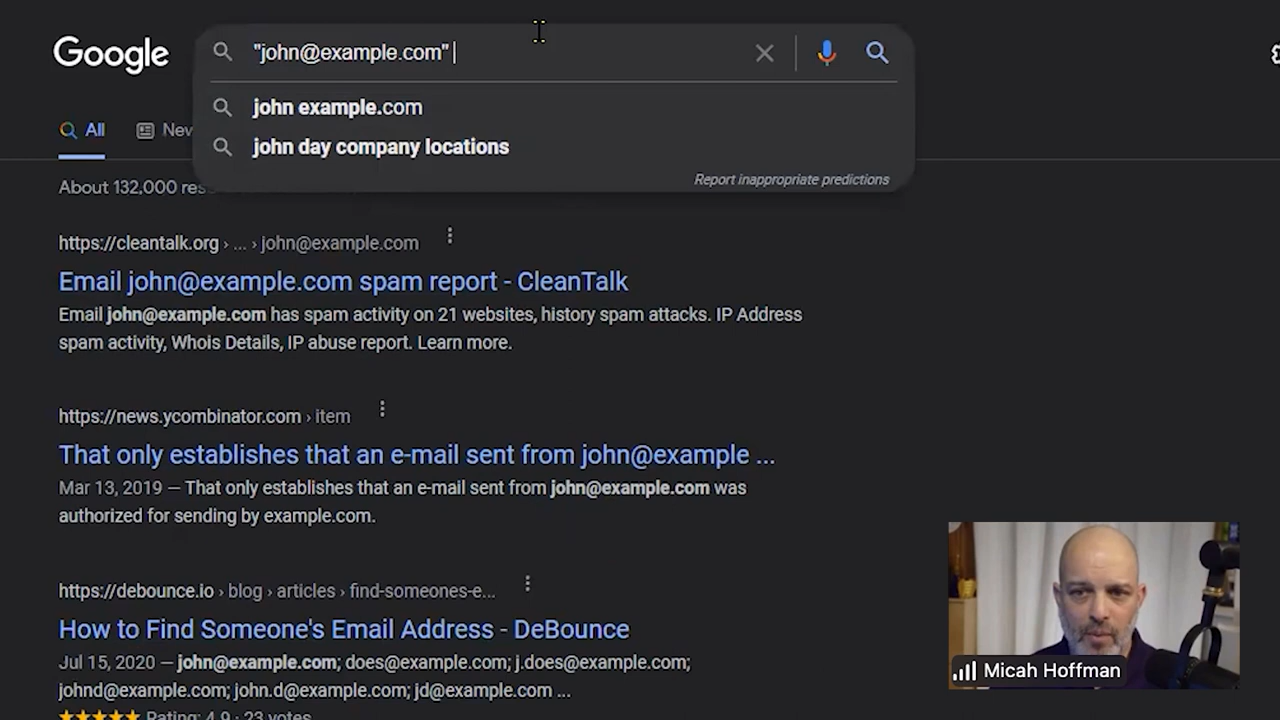 Google
"john@example.com"
john example.com
john day company locations
Report inappropriate predictions
All
About 132,000
https://cleantalk.org › ... › john@example.com
Email john@example.com spam report - CleanTalk
Email john@example.com has spam activity on 21 websites, history spam attacks. IP Address
spam activity, Whois Details, IP abuse report. Learn more.
https://news.ycombinator.com › item
That only establishes that an e-mail sent from john@example ...
Mar 13, 2019 — That only establishes that an e-mail sent from john@example.com was
authorized for sending by example.com.
https://debounce.io › blog › articles › find-someones-e...
How to Find Someone's Email Address - DeBounce
Jul 15, 2020 — john@example.com; does@example.com; j.does@example.com;
johnd@example.com; john.d@example.com; jd@example.com ...
Rating: 4.9 · 23 votes
Micah Hoffman